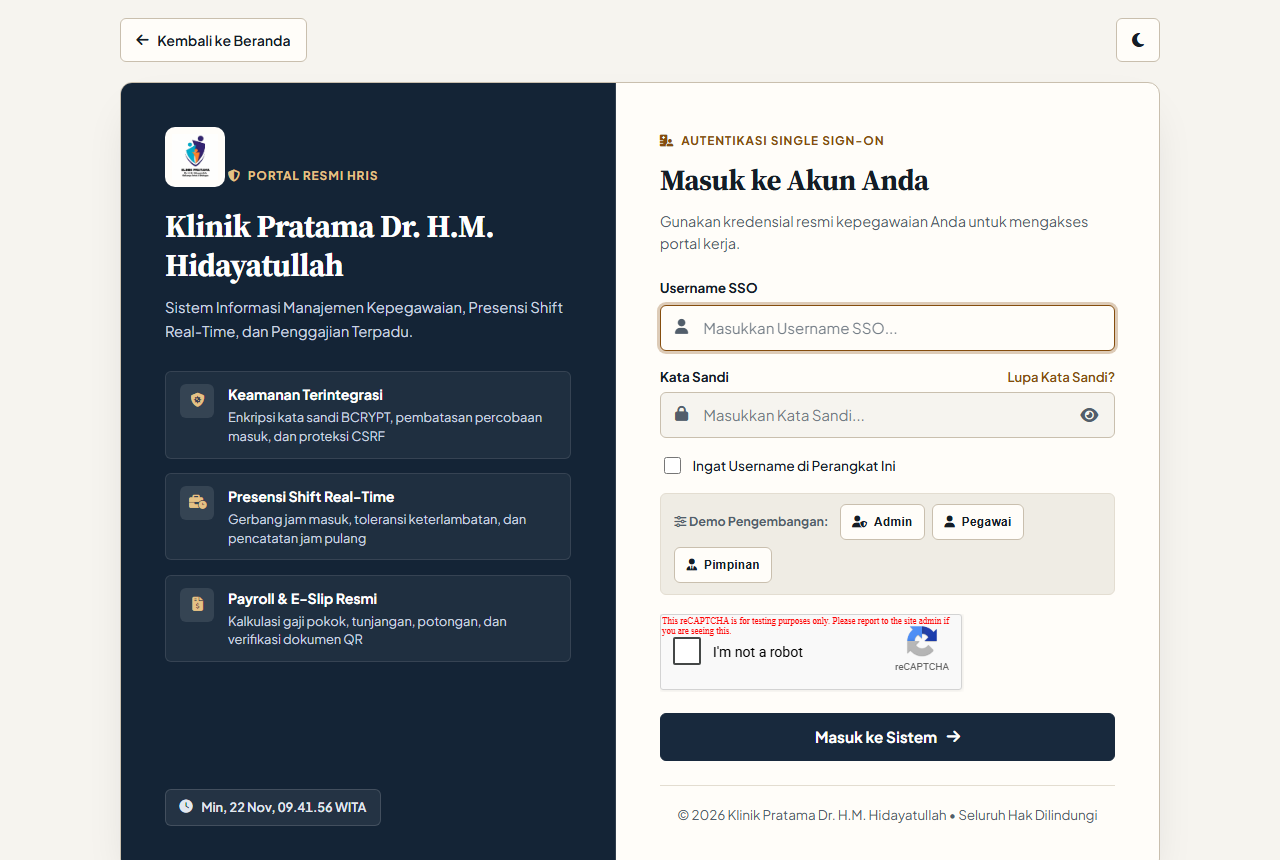 Kembali ke Beranda
KLINIK PRATAMA
PORTAL RESMI HRIS
Klinik Pratama Dr. H.M.
Hidayatullah
Sistem Informasi Manajemen Kepegawaian, Presensi Shift
Real-Time, dan Penggajian Terpadu.
Keamanan Terintegrasi
Enkripsi kata sandi BCRYPT, pembatasan percobaan
masuk, dan proteksi CSRF
Presensi Shift Real-Time
Gerbang jam masuk, toleransi keterlambatan, dan
pencatatan jam pulang
Payroll & E-Slip Resmi
Kalkulasi gaji pokok, tunjangan, potongan, dan
verifikasi dokumen QR
Min, 22 Nov, 09.41.56 WITA
AUTENTIKASI SINGLE SIGN-ON
Masuk ke Akun Anda
Gunakan kredensial resmi kepegawaian Anda untuk mengakses
portal kerja.
Username SSO
Masukkan Username SSO...
Kata Sandi
Lupa Kata Sandi?
Masukkan Kata Sandi...
Ingat Username di Perangkat Ini
Demo Pengembangan:
Admin
Pegawai
Pimpinan
This reCAPTCHA is for testing purposes only. Please report to the site admin if
you are seeing this.
I'm not a robot
reCAPTCHA
Masuk ke Sistem
© 2026 Klinik Pratama Dr. H.M. Hidayatullah • Seluruh Hak Dilindungi